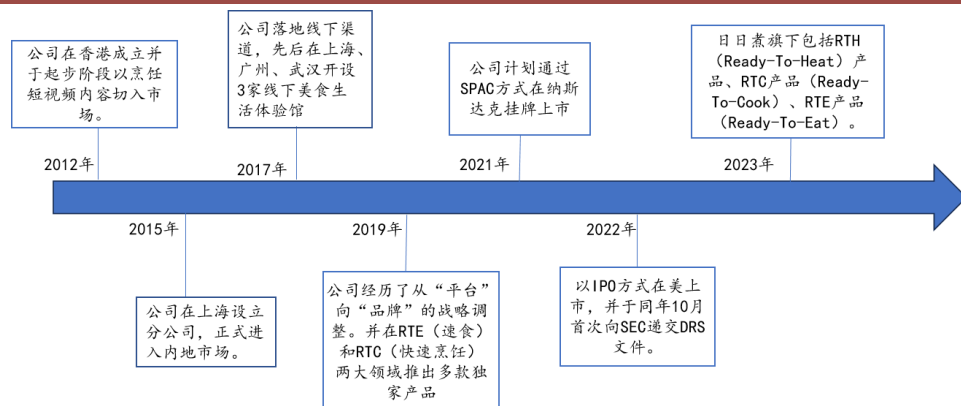 公司在香港成立并
于起步阶段以烹饪
短视频内容切入市
场。
2012年
公司落地线下渠
道，先后在上海、
广州、武汉开设
3家线下美食生
活体验馆
2017年
公司计划通过
SPAC方式在纳斯
达克挂牌上市
2021年
日日煮旗下包括RTH
（Ready-To-Heat）产
品、RTC产品（Ready-
To-Cook）、RTE产品
（Ready-To-Eat）。
2023年
2015年
公司在上海设立
分公司，正式进
入内地市场。
2019年
公司经历了从“平台”
向“品牌”的战略调
整。并在RTE（速食）
和RTC（快速烹饪）
两大领域推出多款独
家产品
2022年
以IPO方式在美上
市，并于同年10月
首次向SEC递交DRS
文件。